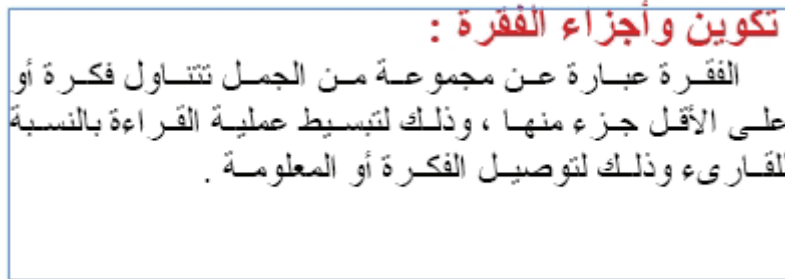 تكوين وأجزاء الفقرة :
الفقرة عبارة عن مجموعة من الجمل تتناول فكرة أو
على الأقل جزء منها ، وذلك لتبسيط عملية القراءة بالنسبة
للقارىء وذلك لتوصيل الفكرة أو المعلومة .